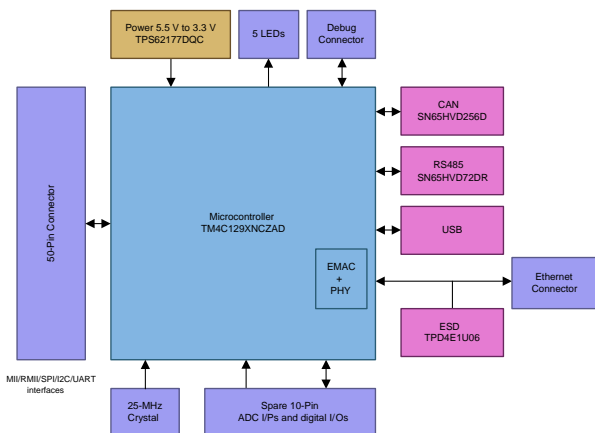 Power 5.5 V to 3.3 V
TPS62177DQC
5 LEDs
Debug
Connector
CAN
SN65HVD256D
RS485
SN65HVD72DR
50-Pin Connector
Microcontroller
TM4C129XNCZAD
USB
EMAC
+
PHY
Ethernet
Connector
ESD
TPD4E1U06
MII/RMII/SPI/I2C/UART
interfaces
25-MHz
Crystal
Spare 10-Pin
ADC I/Ps and digital I/Os